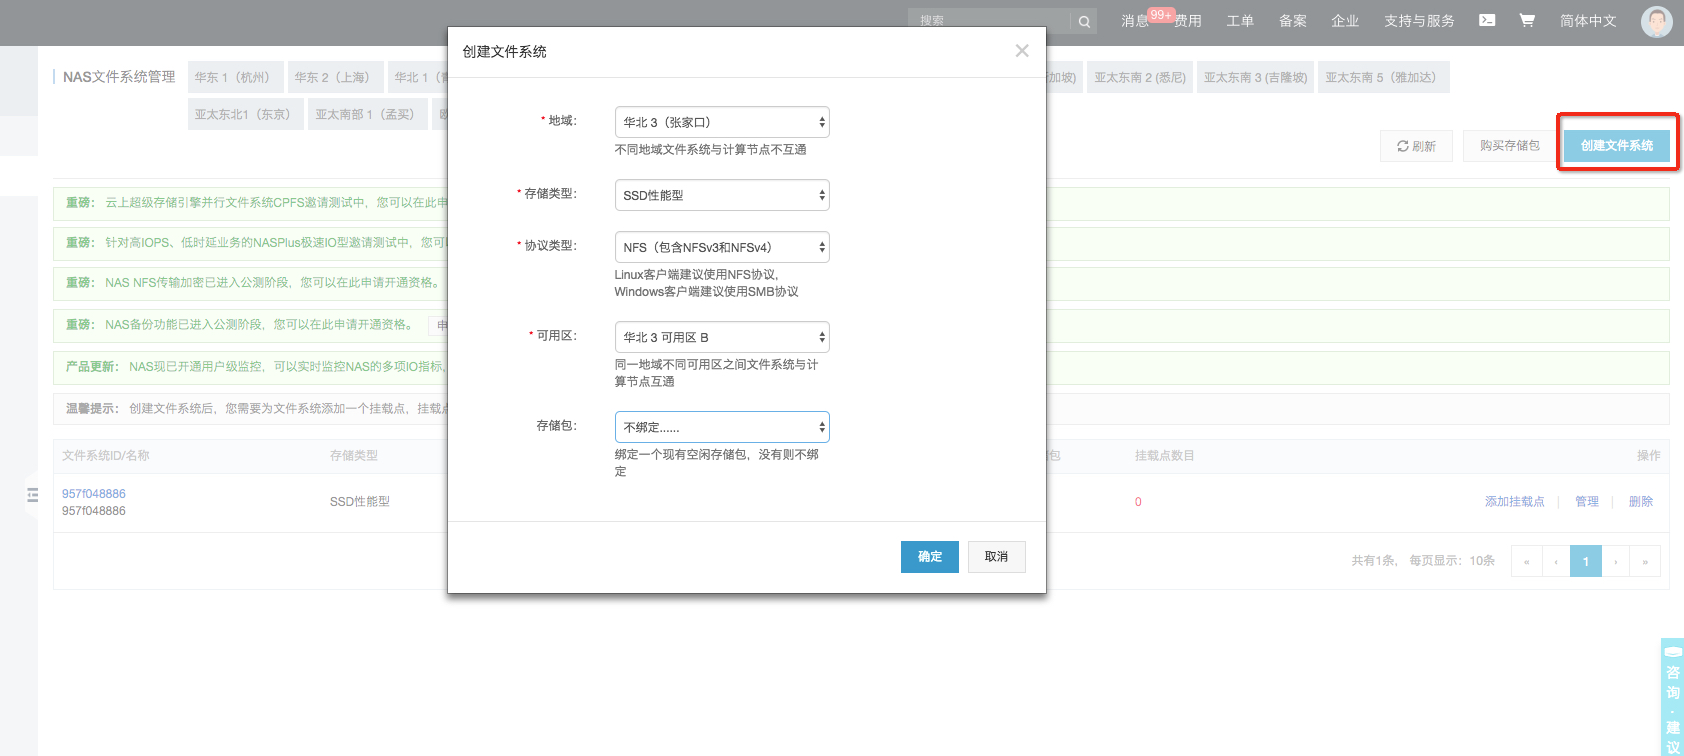 搜索
消息 99+ 费用 工单 备案 企业 支持与服务 简体中文
NAS文件系统管理 华东 1（杭州） 华东 2（上海） 华北 1 加坡) 亚太东南 2 (悉尼) 亚太东南 3 (吉隆坡) 亚太东南 5（雅加达）
亚太东北1（东京） 亚太南部 1（孟买）
刷新 购买存储包 创建文件系统
重磅： 云上超级存储引擎并行文件系统CPFS邀请测试中，您可以在此申
重磅： 针对高IOPS、低时延业务的NASPlus极速IO型邀请测试中，您可
重磅： NAS NFS传输加密已进入公测阶段，您可以在此申请开通资格。
重磅： NAS备份功能已进入公测阶段，您可以在此申请开通资格。 申
产品更新： NAS现已开通用户级监控，可以实时监控NAS的多项IO指标，
温馨提示： 创建文件系统后，您需要为文件系统添加一个挂载点，挂载点
文件系统ID/名称 存储类型 包 挂载点数目 操作
957f048886
957f048886
SSD性能型 0 添加挂载点 管理 删除
共有1条， 每页显示：10条 « ‹ 1 › »
创建文件系统
* 地域： 华北 3（张家口）
不同地域文件系统与计算节点不互通
* 存储类型： SSD性能型
* 协议类型： NFS（包含NFSv3和NFSv4）
Linux客户端建议使用NFS协议，
Windows客户端建议使用SMB协议
* 可用区： 华北 3 可用区 B
同一地域不同可用区之间文件系统与计
算节点互通
存储包： 不绑定......
绑定一个现有空闲存储包，没有则不绑
定
确定 取消
咨询·建议